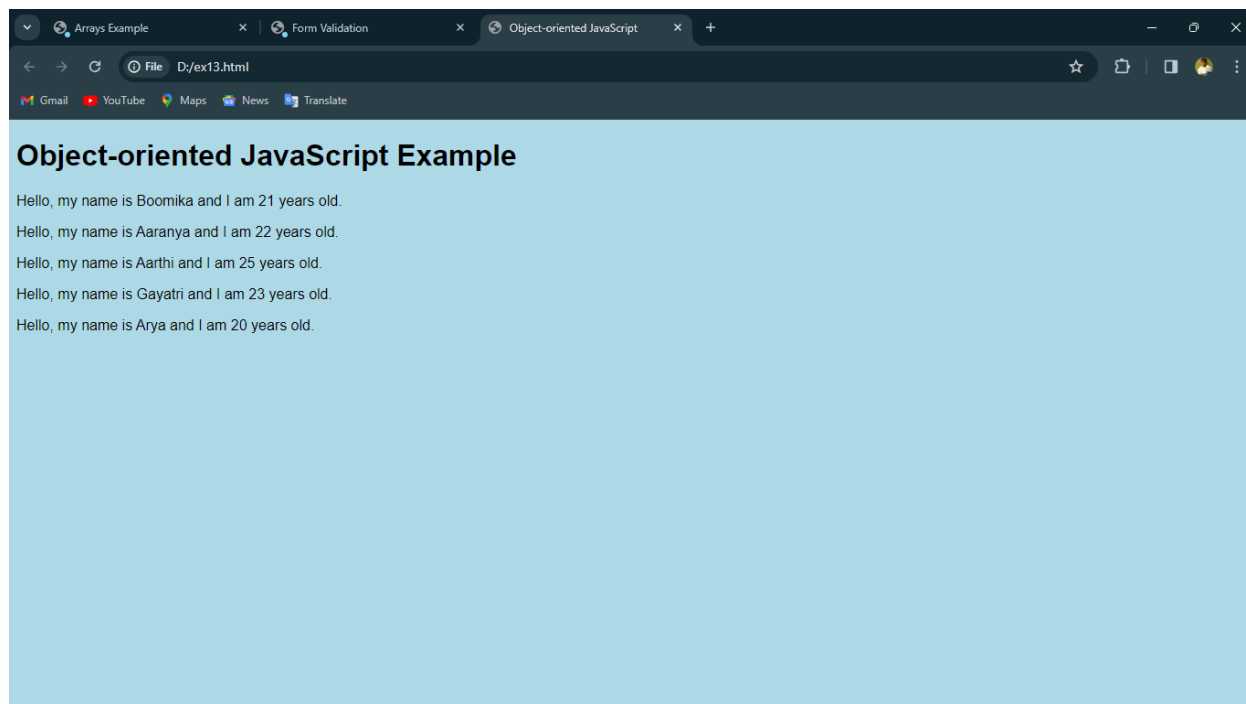 Arrays Example
Form Validation
Object-oriented JavaScript
File D:/ex13.html
Gmail YouTube Maps News Translate
Object-oriented JavaScript Example
Hello, my name is Boomika and I am 21 years old.
Hello, my name is Aaranya and I am 22 years old.
Hello, my name is Aarthi and I am 25 years old.
Hello, my name is Gayatri and I am 23 years old.
Hello, my name is Arya and I am 20 years old.